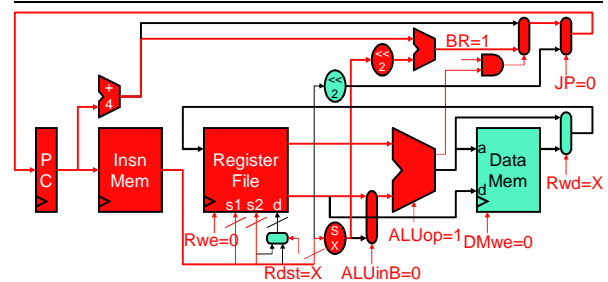 BR=1
<<
2
<<
2
JP=0
+
4
P
C
Insn
Mem
Register
File
s1 s2 d
a
d
Data
Mem
Rwd=X
Rwe=0
Rdst=X
S
X
ALUinB=0
ALUop=1
DMwe=0